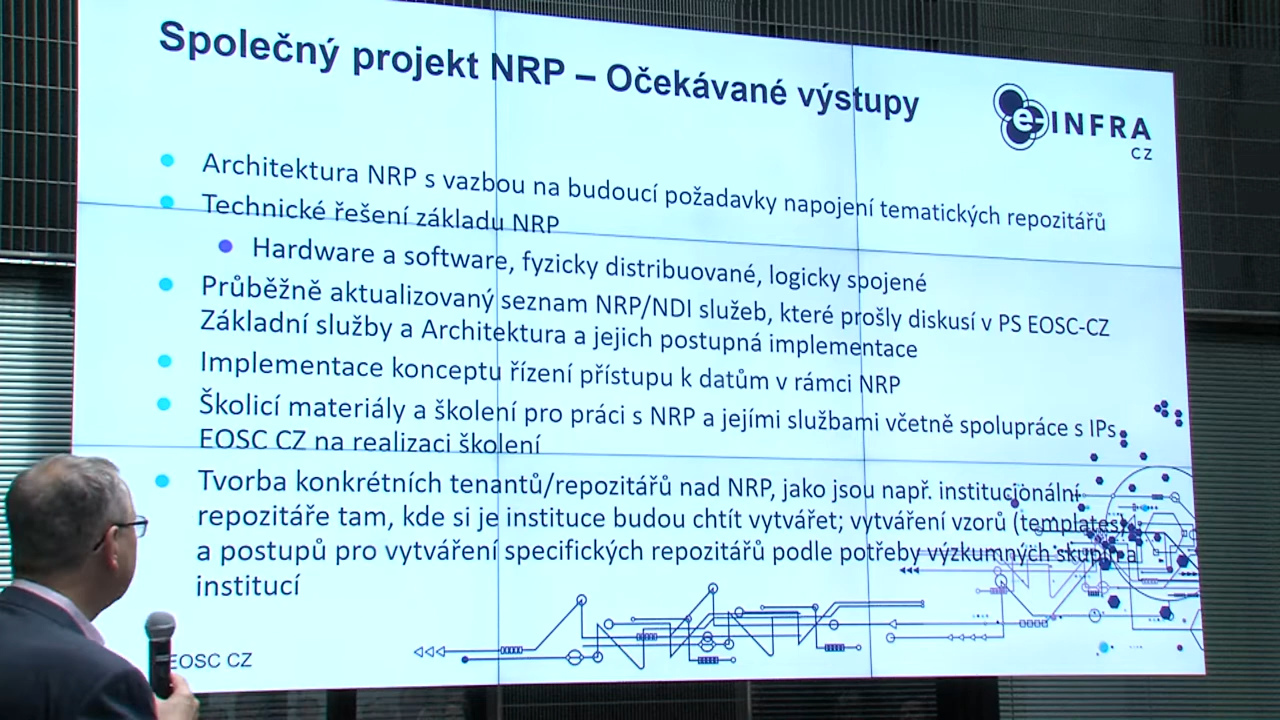 Společný projekt NRP – Očekávané výstupy
e-INFRA
CZ
Architektura NRP s vazbou na budoucí požadavky napojení tematických repozitářů
Technické řešení základu NRP
Hardware a software, fyzicky distribuované, logicky spojené
Průběžně aktualizovaný seznam NRP/NDI služeb, které prošly diskusí v PS EOSC-CZ
Základní služby a Architektura a jejich postupná implementace
Implementace konceptu řízení přístupu k datům v rámci NRP
Školicí materiály a školení pro práci s NRP a jejími službami včetně spolupráce s IPs
EOSC CZ na realizaci školení
Tvorba konkrétních tenantů/repozitářů nad NRP, jako jsou např. institucionální
repozitáře tam, kde si je instituce budou chtít vytvářet; vytváření vzorů (templates)
a postupů pro vytváření specifických repozitářů podle potřeby výzkumných skupin a
institucí
EOSC CZ